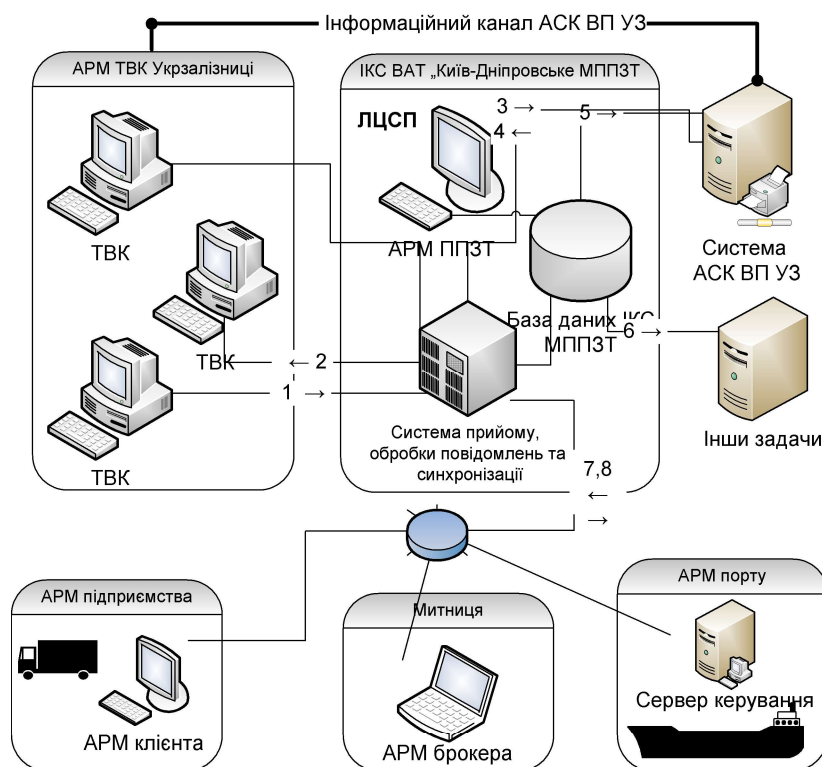 Інформаційний канал АСК ВП УЗ
АРМ ТВК Укрзалізниці
ІКС ВАТ „Київ-Дніпровське МППЗТ
ЛЦСП
3 →
4 ←
5 →
ТВК
АРМ ППЗТ
Система
АСК ВП УЗ
ТВК
База даних ІКС
МППЗТ
6 →
← 2
1 →
ТВК
Система прийому,
обробки повідомлень та
синхронізації
Інши задачи
7,8
←
→
АРМ підприємства
Митниця
АРМ порту
АРМ клієнта
АРМ брокера
Сервер керування